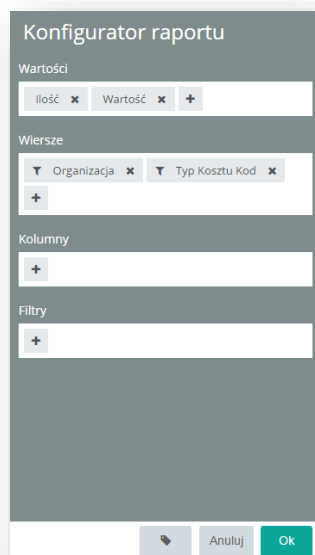 Konfigurator raportu
Wartości
Ilość Wartość
Wiersze
Organizacja Typ Kosztu Kod
Kolumny
Filtry
Anuluj Ok